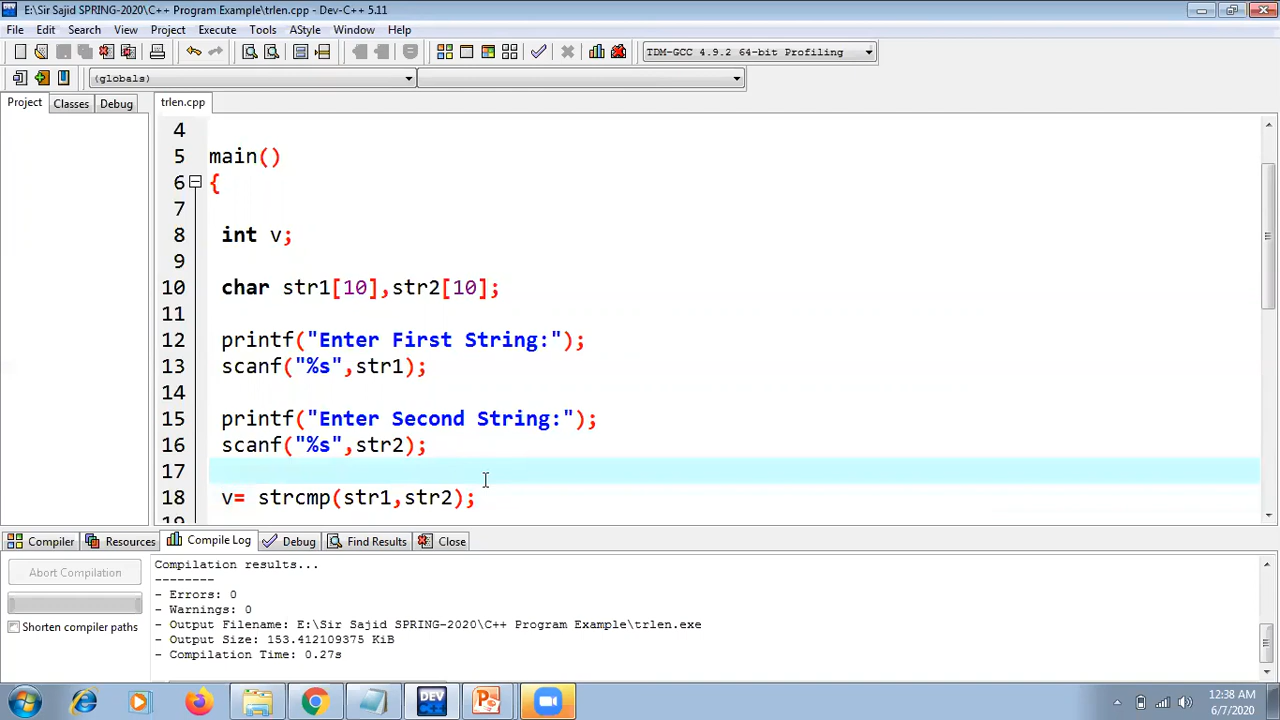 E:\Sir Sajid SPRING-2020\C++ Program Example\trlen.cpp - Dev-C++ 5.11
File Edit Search View Project Execute Tools AStyle Window Help
TDM-GCC 4.9.2 64-bit Profiling
(globals)
Project Classes Debug trlen.cpp
4
5 main()
6 {
7
8 int v;
9
10 char str1[10],str2[10];
11
12 printf("Enter First String:");
13 scanf("%s",str1);
14
15 printf("Enter Second String:");
16 scanf("%s",str2);
17
18 v= strcmp(str1,str2);
19
Compiler Resources Compile Log Debug Find Results Close
Abort Compilation
Shorten compiler paths
Compilation results...
--------
- Errors: 0
- Warnings: 0
- Output Filename: E:\Sir Sajid SPRING-2020\C++ Program Example\trlen.exe
- Output Size: 153.412109375 KiB
- Compilation Time: 0.27s
DEV
C++
12:38 AM
6/7/2020